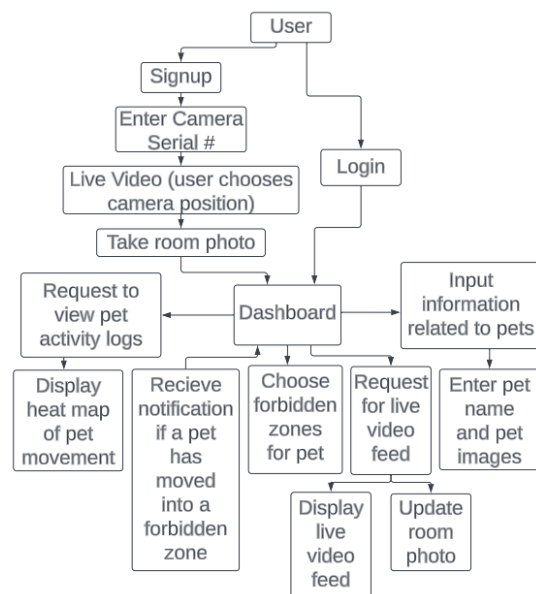 User
Signup
Enter Camera
Serial #
Live Video (user chooses
camera position)
Login
Take room photo
Request to
view pet
activity logs
Dashboard
Input
information
related to pets
Display
heat map
of pet
movement
Recieve
notification
if a pet
has
moved
into a
forbidden
zone
Choose
forbidden
zones
for pet
Request
for live
video
feed
Enter pet
name
and pet
images
Display
live
video
feed
Update
room
photo